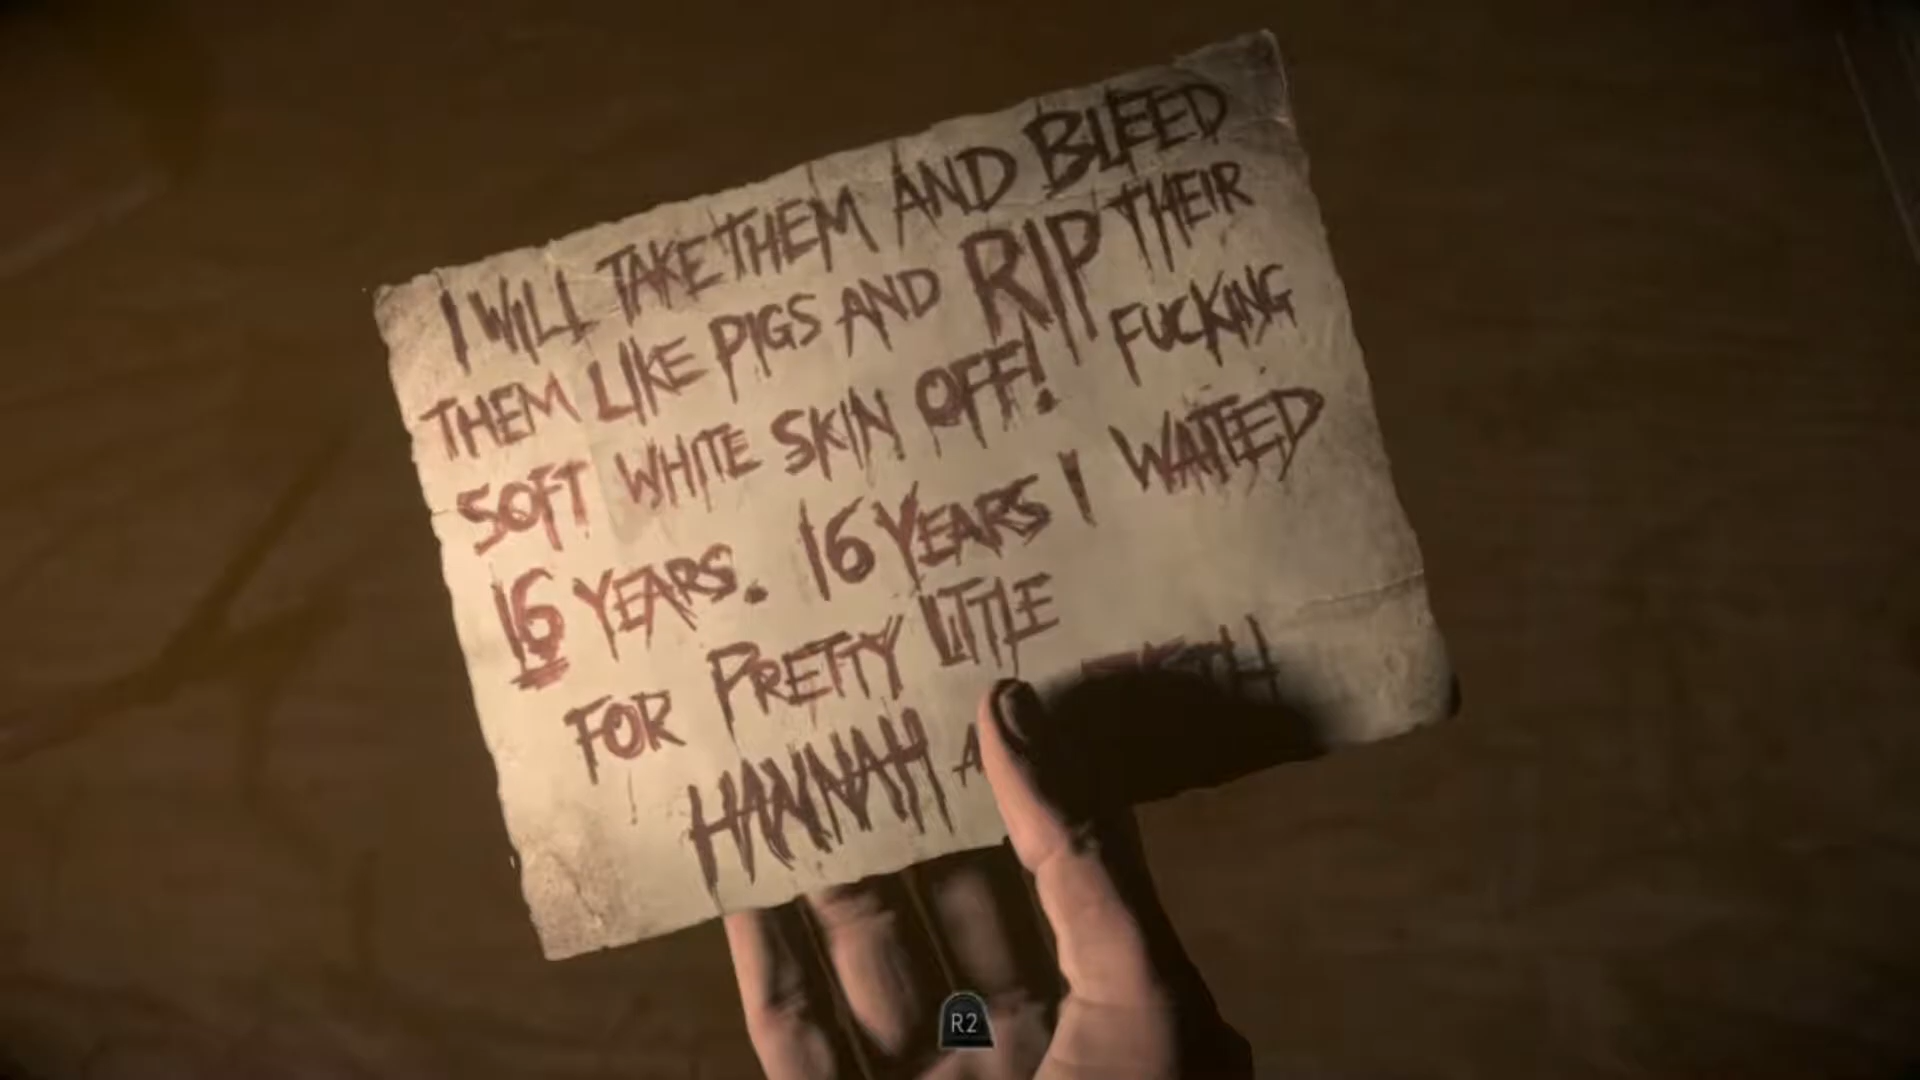 I WILL TAKE THEM AND BLEED
THEM LIKE PIGS AND RIP THEIR
SOFT WHITE SKIN OFF! FUCKING
16 YEARS. 16 YEARS I WAITED
FOR PRETTY LITTLE
HANNAH
R2